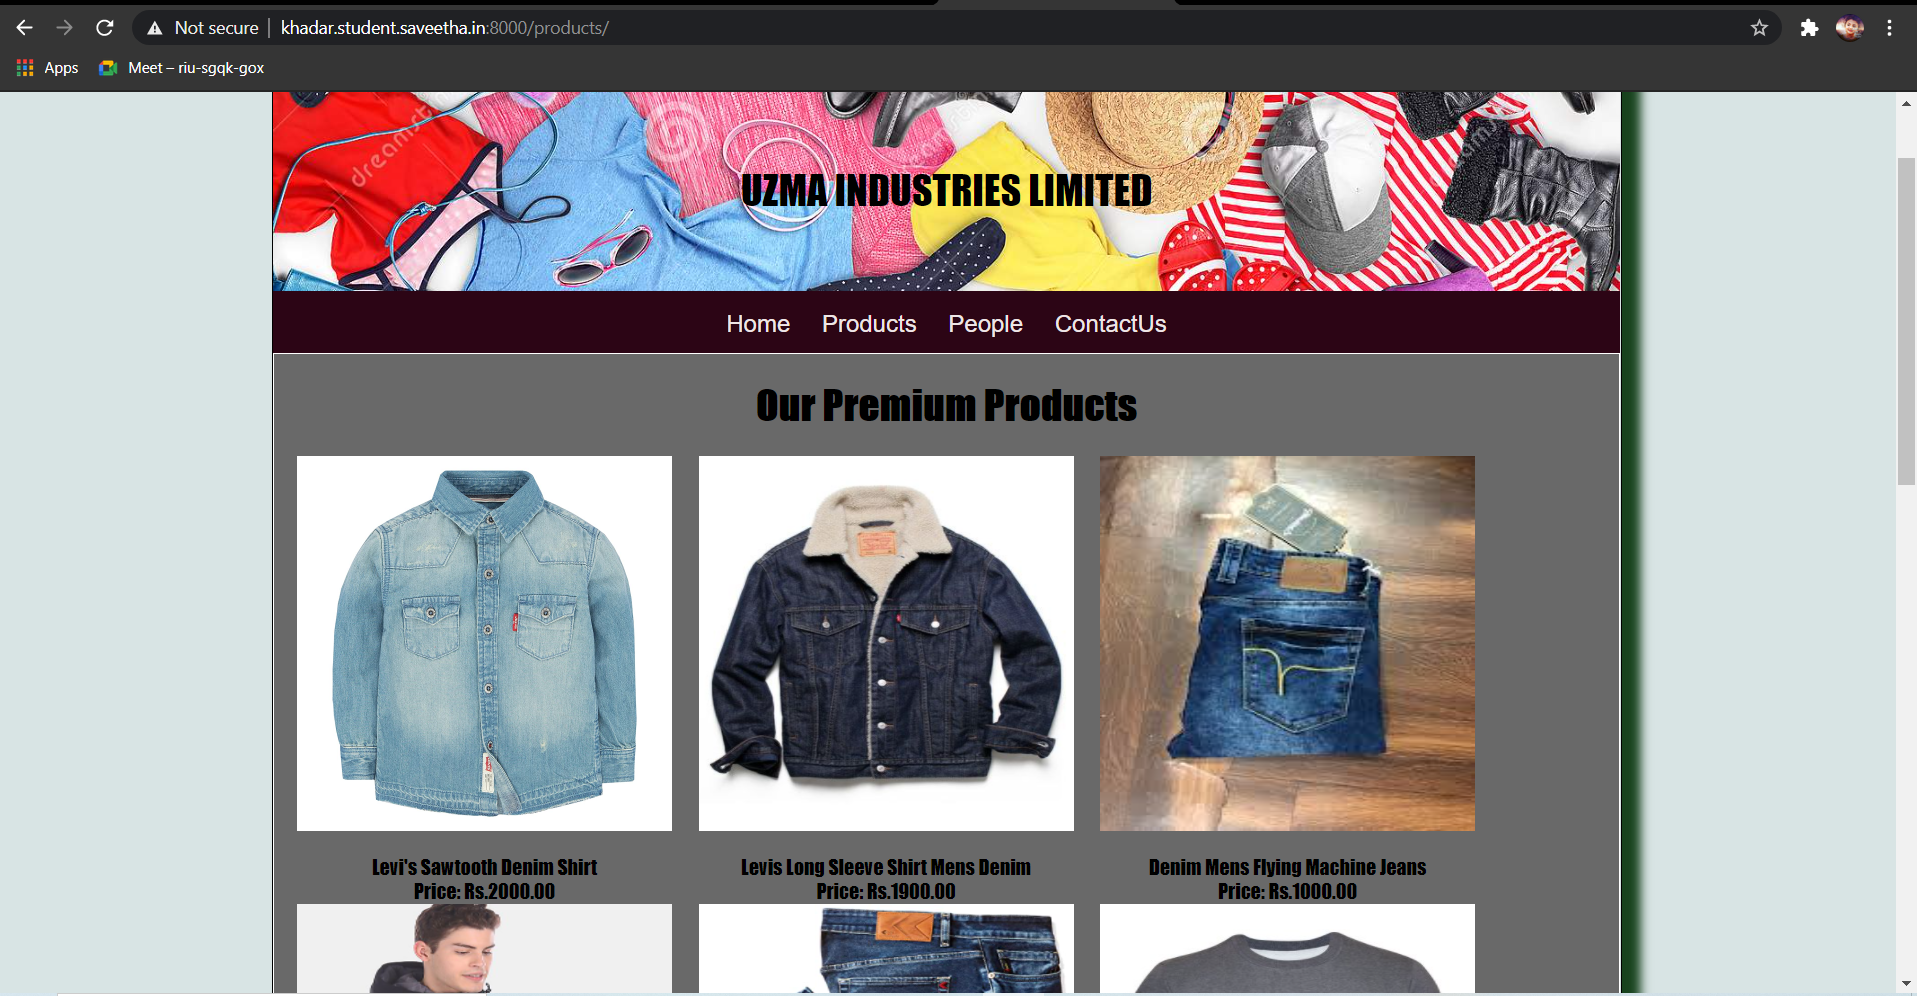 Not secure
khadar.student.saveetha.in:8000/products/
Apps
Meet – riu-sgqk-gox
dreamst
UZMA INDUSTRIES LIMITED
Home Products People ContactUs
Our Premium Products
Levi's Sawtooth Denim Shirt
Price: Rs.2000.00
Levis Long Sleeve Shirt Mens Denim
Price: Rs.1900.00
Denim Mens Flying Machine Jeans
Price: Rs.1000.00